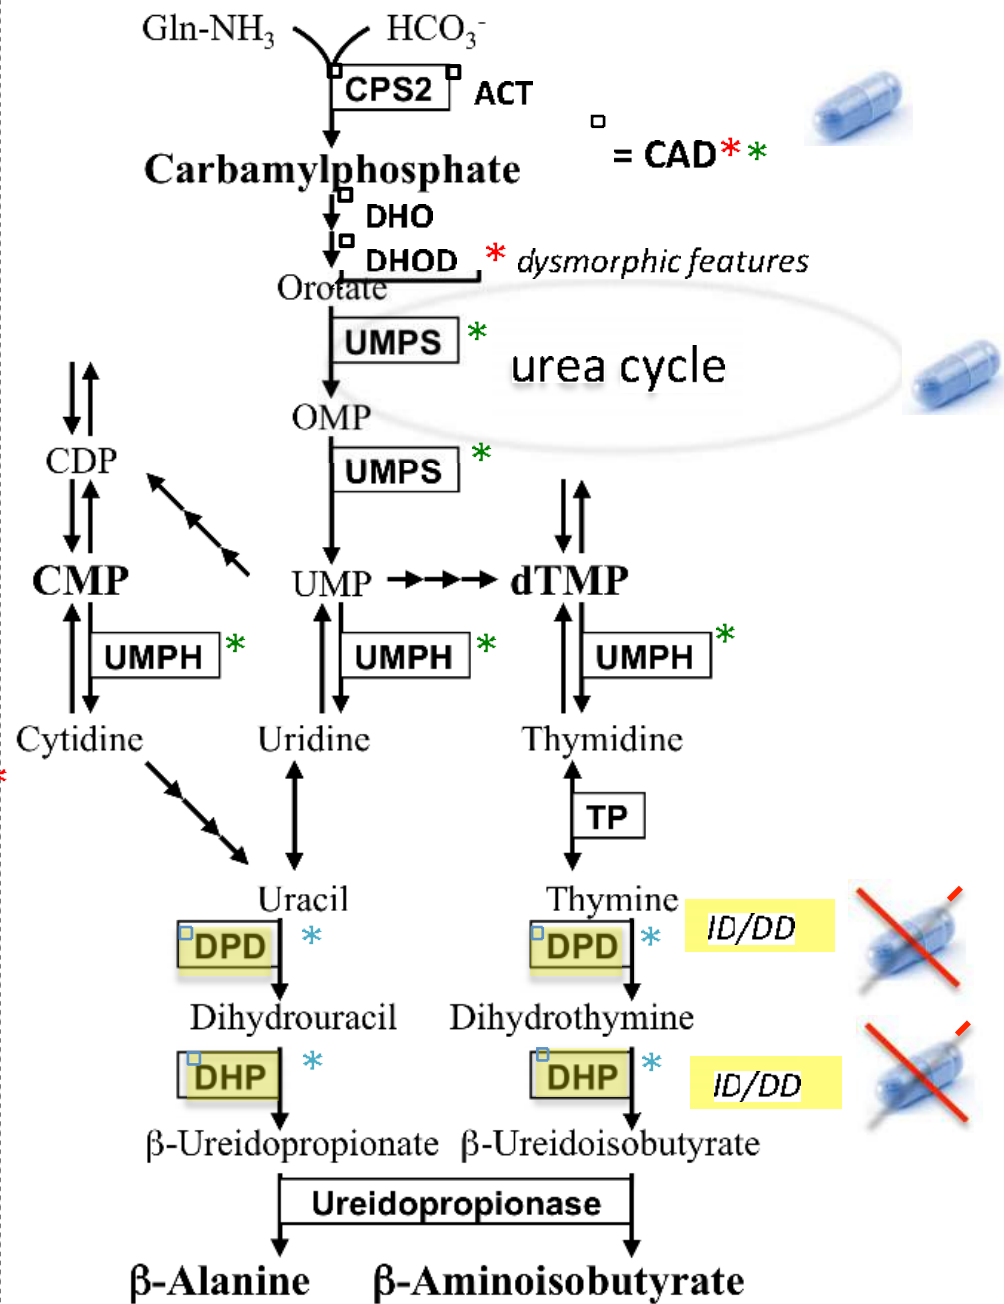 Gln-NH₃ HCO₃⁻
CPS2 ACT
= CAD**
Carbamylphosphate
DHO
DHOD * dysmorphic features
Orotate
UMPS *
urea cycle
OMP
CDP
UMPS *
CMP UMP dTMP
UMPH * UMPH * UMPH *
Cytidine Uridine Thymidine
*
TP
Uracil Thymine
DPD * DPD * ID/DD
Dihydrouracil Dihydrothymine
DHP * DHP * ID/DD
β-Ureidopropionate β-Ureidoisobutyrate
Ureidopropionase
β-Alanine β-Aminoisobutyrate